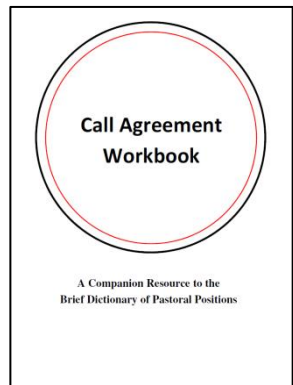 Call Agreement
Workbook
A Companion Resource to the
Brief Dictionary of Pastoral Positions